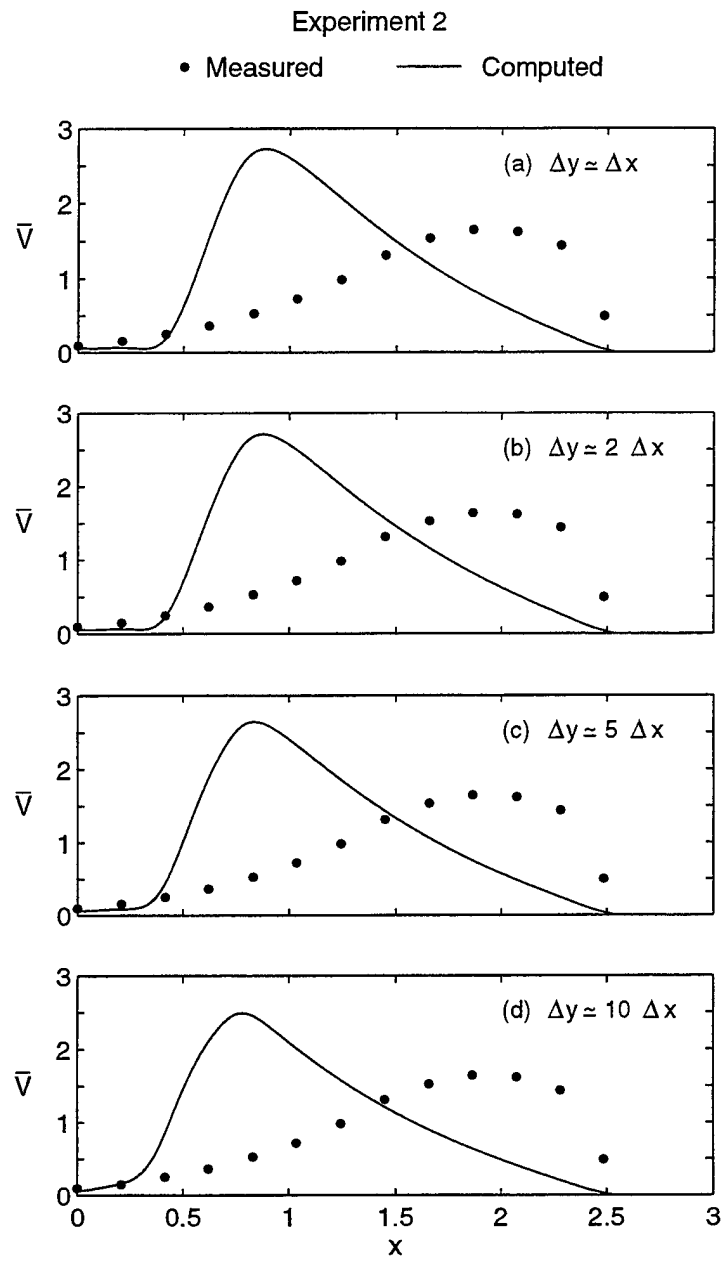 Experiment 2
● Measured — Computed
(a) Δy ≃ Δx
3
2
V̅
1
0
(b) Δy ≃ 2 Δx
3
2
V̅
1
0
(c) Δy ≃ 5 Δx
3
2
V̅
1
0
(d) Δy ≃ 10 Δx
3
2
V̅
1
0
0 0.5 1 1.5 2 2.5 3
x